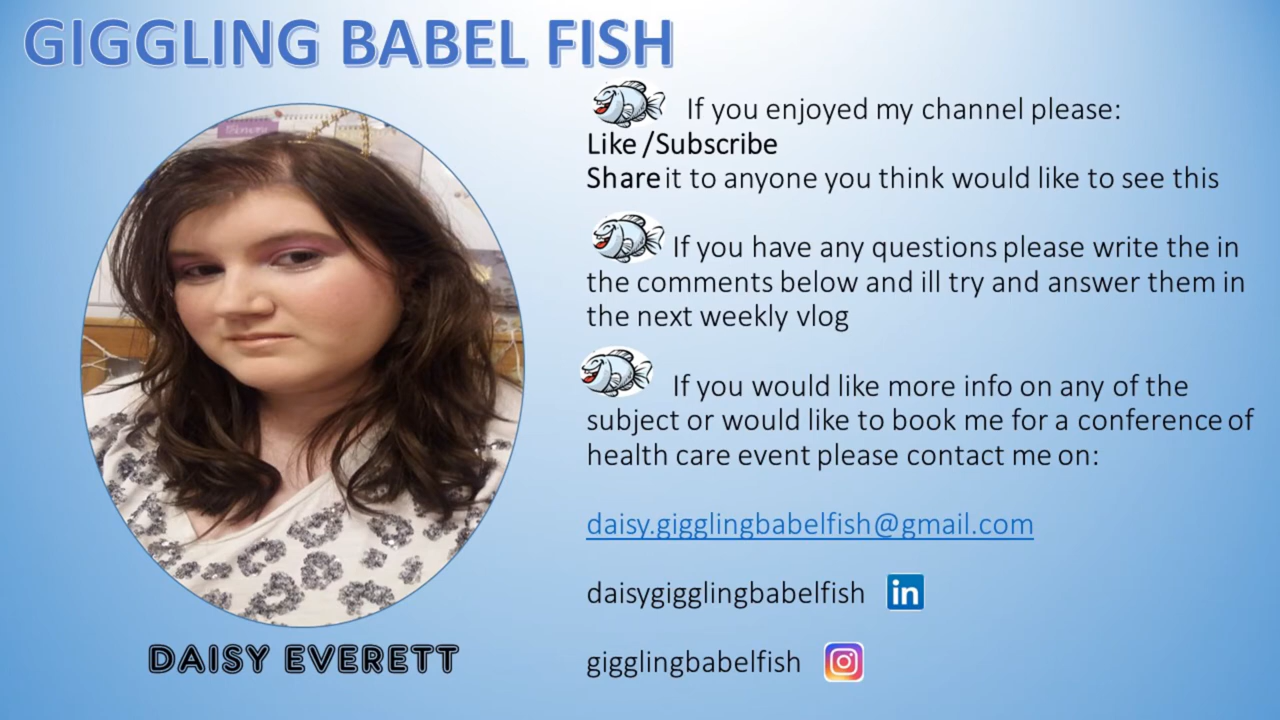 GIGGLING BABEL FISH
If you enjoyed my channel please:
Like /Subscribe
Share it to anyone you think would like to see this
If you have any questions please write the in
the comments below and ill try and answer them in
the next weekly vlog
If you would like more info on any of the
subject or would like to book me for a conference of
health care event please contact me on:
daisy.gigglingbabelfish@gmail.com
daisygigglingbabelfish in
gigglingbabelfish
DAISY EVERETT